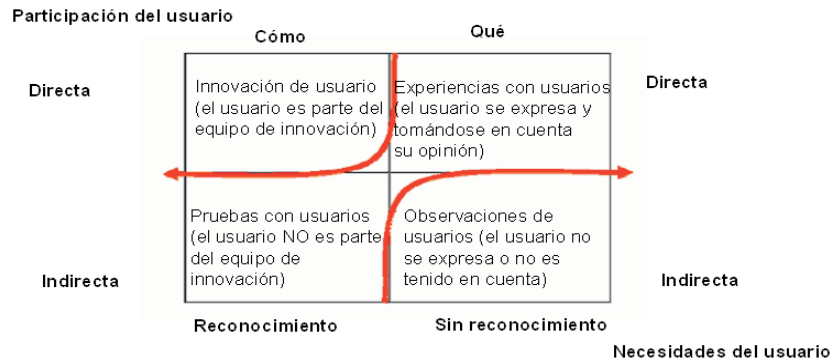 Participación del usuario
Cómo
Qué
Directa
Innovación de usuario
(el usuario es parte del
equipo de innovación)
Experiencias con usuarios
(el usuario se expresa y
tomándose en cuenta
su opinión)
Directa
Indirecta
Pruebas con usuarios
(el usuario NO es parte
del equipo de
innovación)
Observaciones de
usuarios (el usuario no
se expresa o no es
tenido en cuenta)
Indirecta
Reconocimiento
Sin reconocimiento
Necesidades del usuario